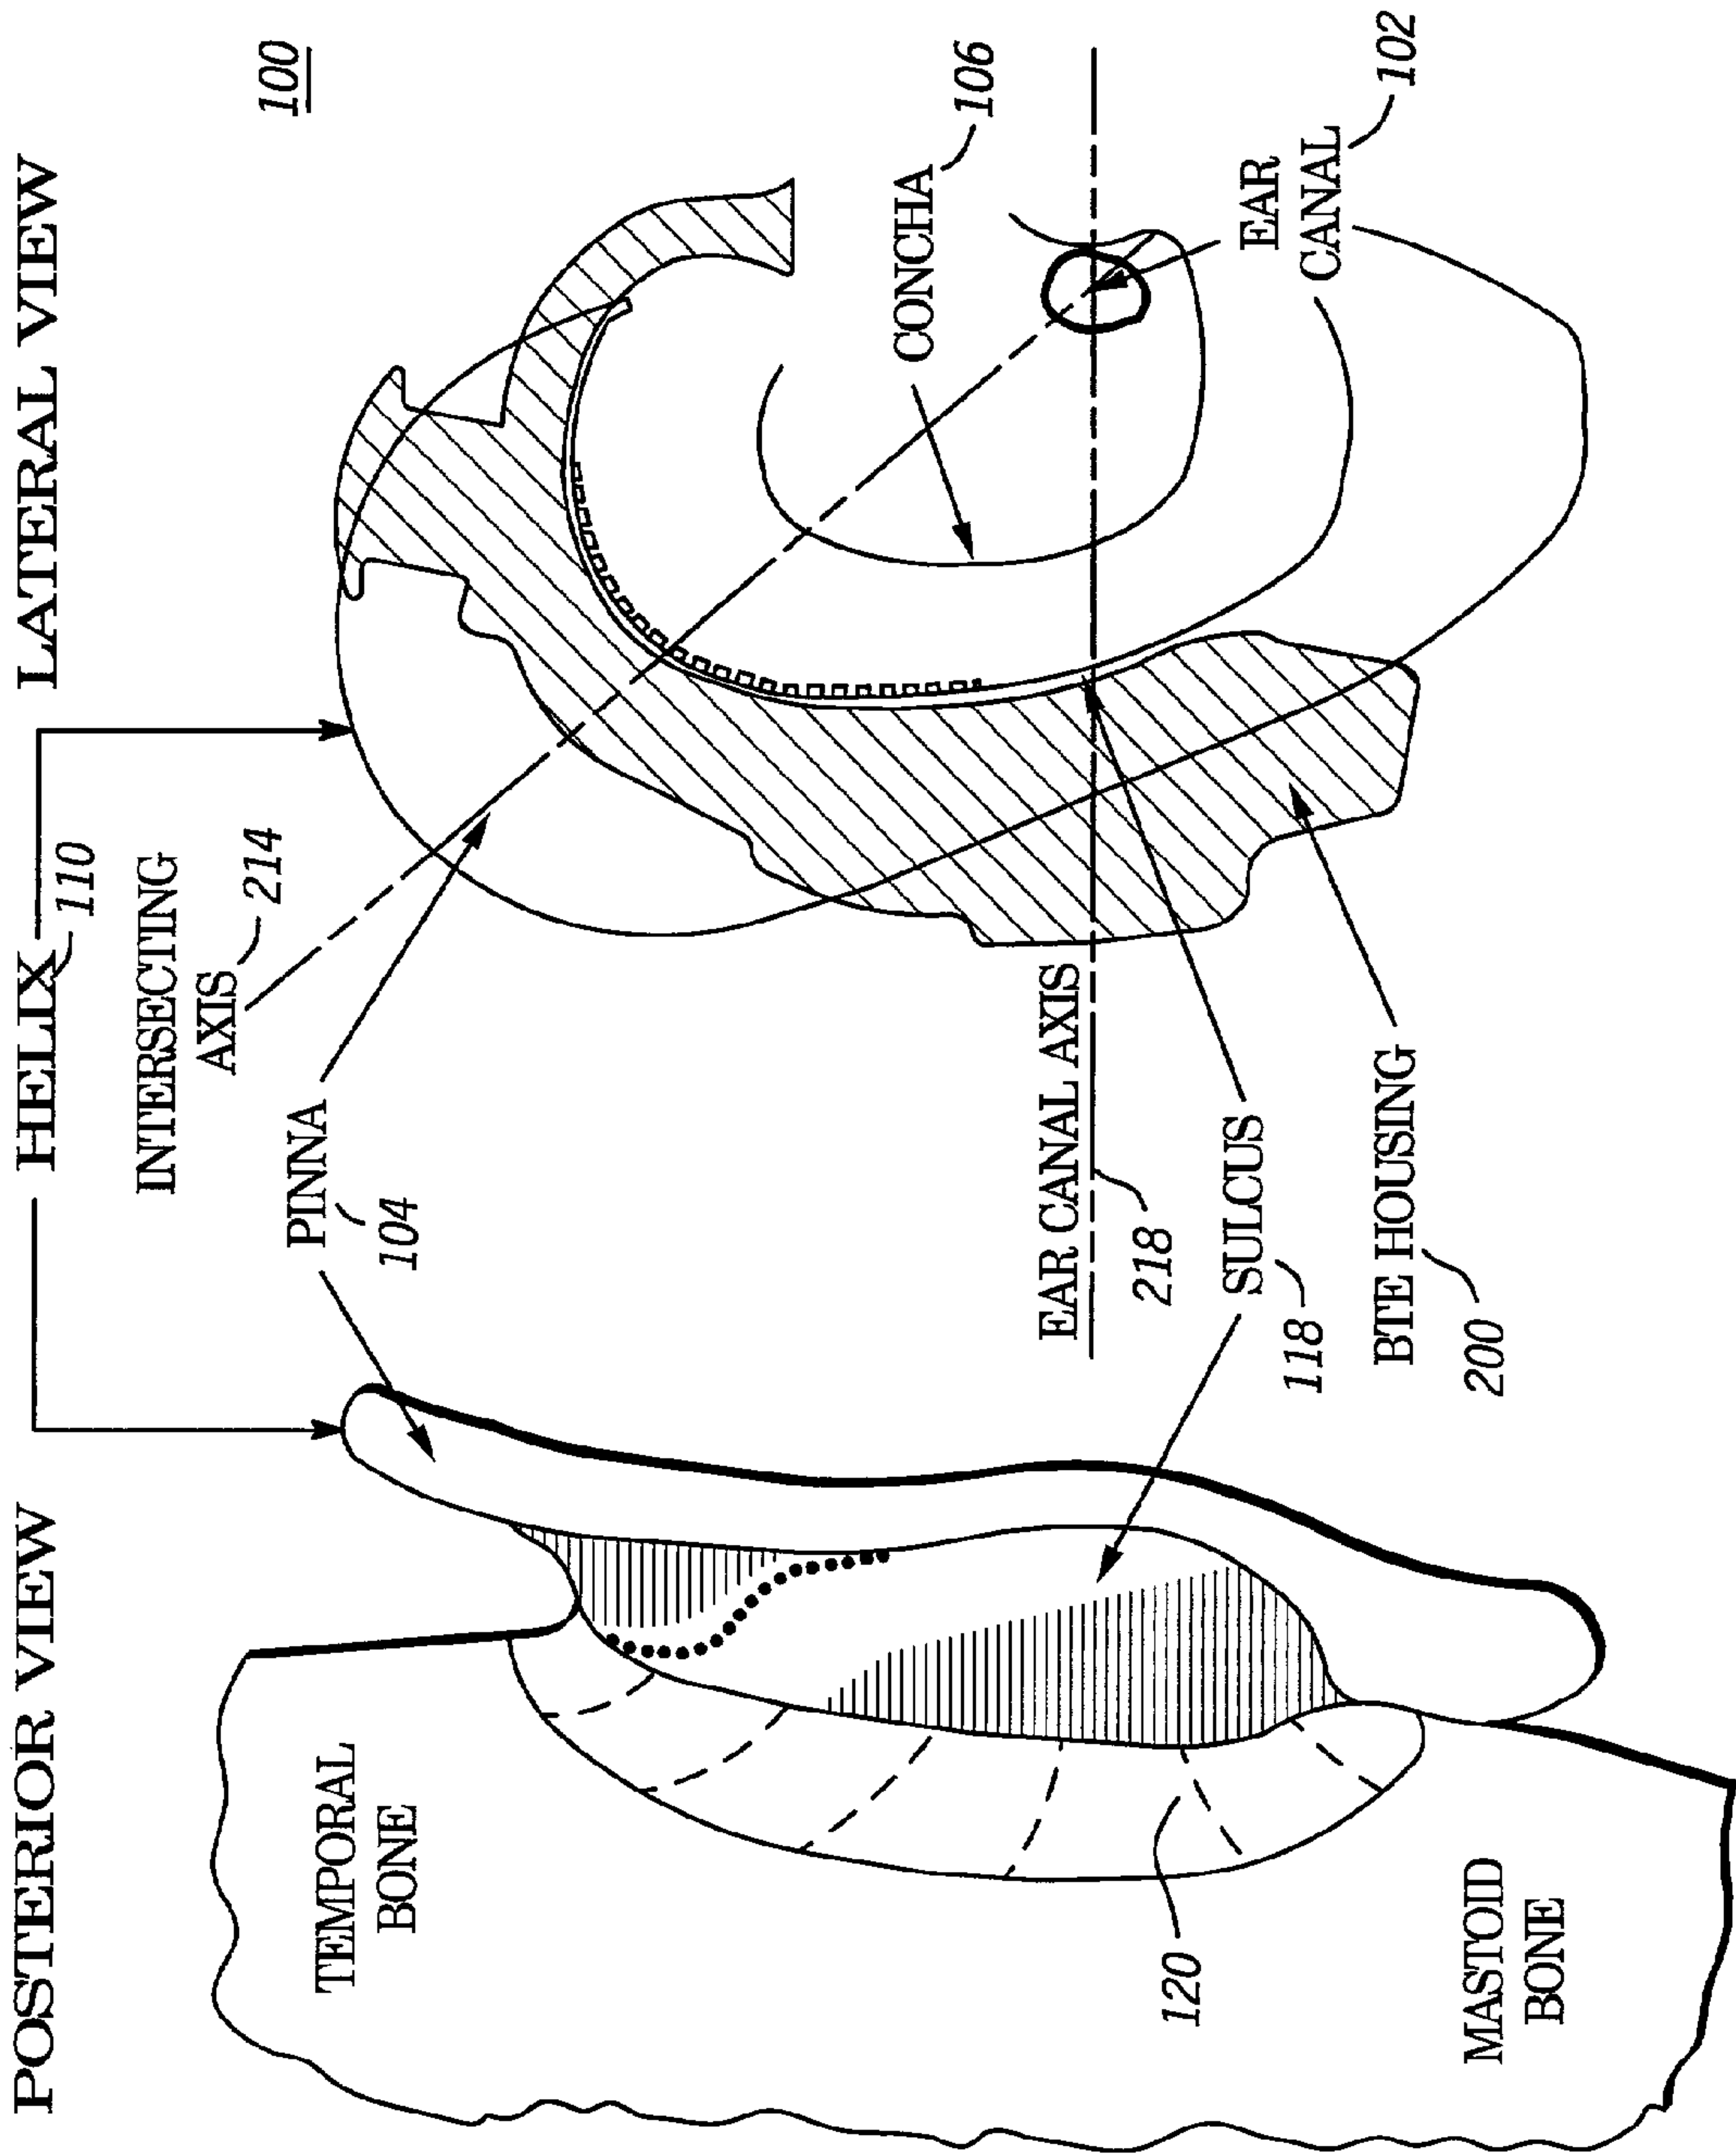 POSTERIOR VIEW
HELIX
110
LATERAL VIEW
100
INTERSECTING
AXIS
214
PINNA
104
TEMPORAL
BONE
CONCHA
106
EAR CANAL AXIS
218
SULCUS
118
EAR
CANAL
102
120
BTE HOUSING
200
MASTOID
BONE